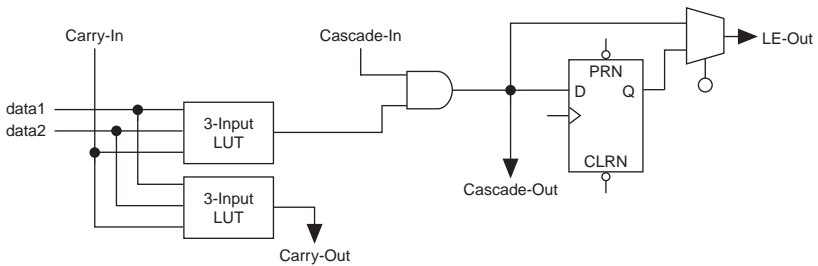 Carry-In
Cascade-In
LE-Out
PRN
D
Q
data1
data2
3-Input
LUT
CLRN
Cascade-Out
3-Input
LUT
Carry-Out